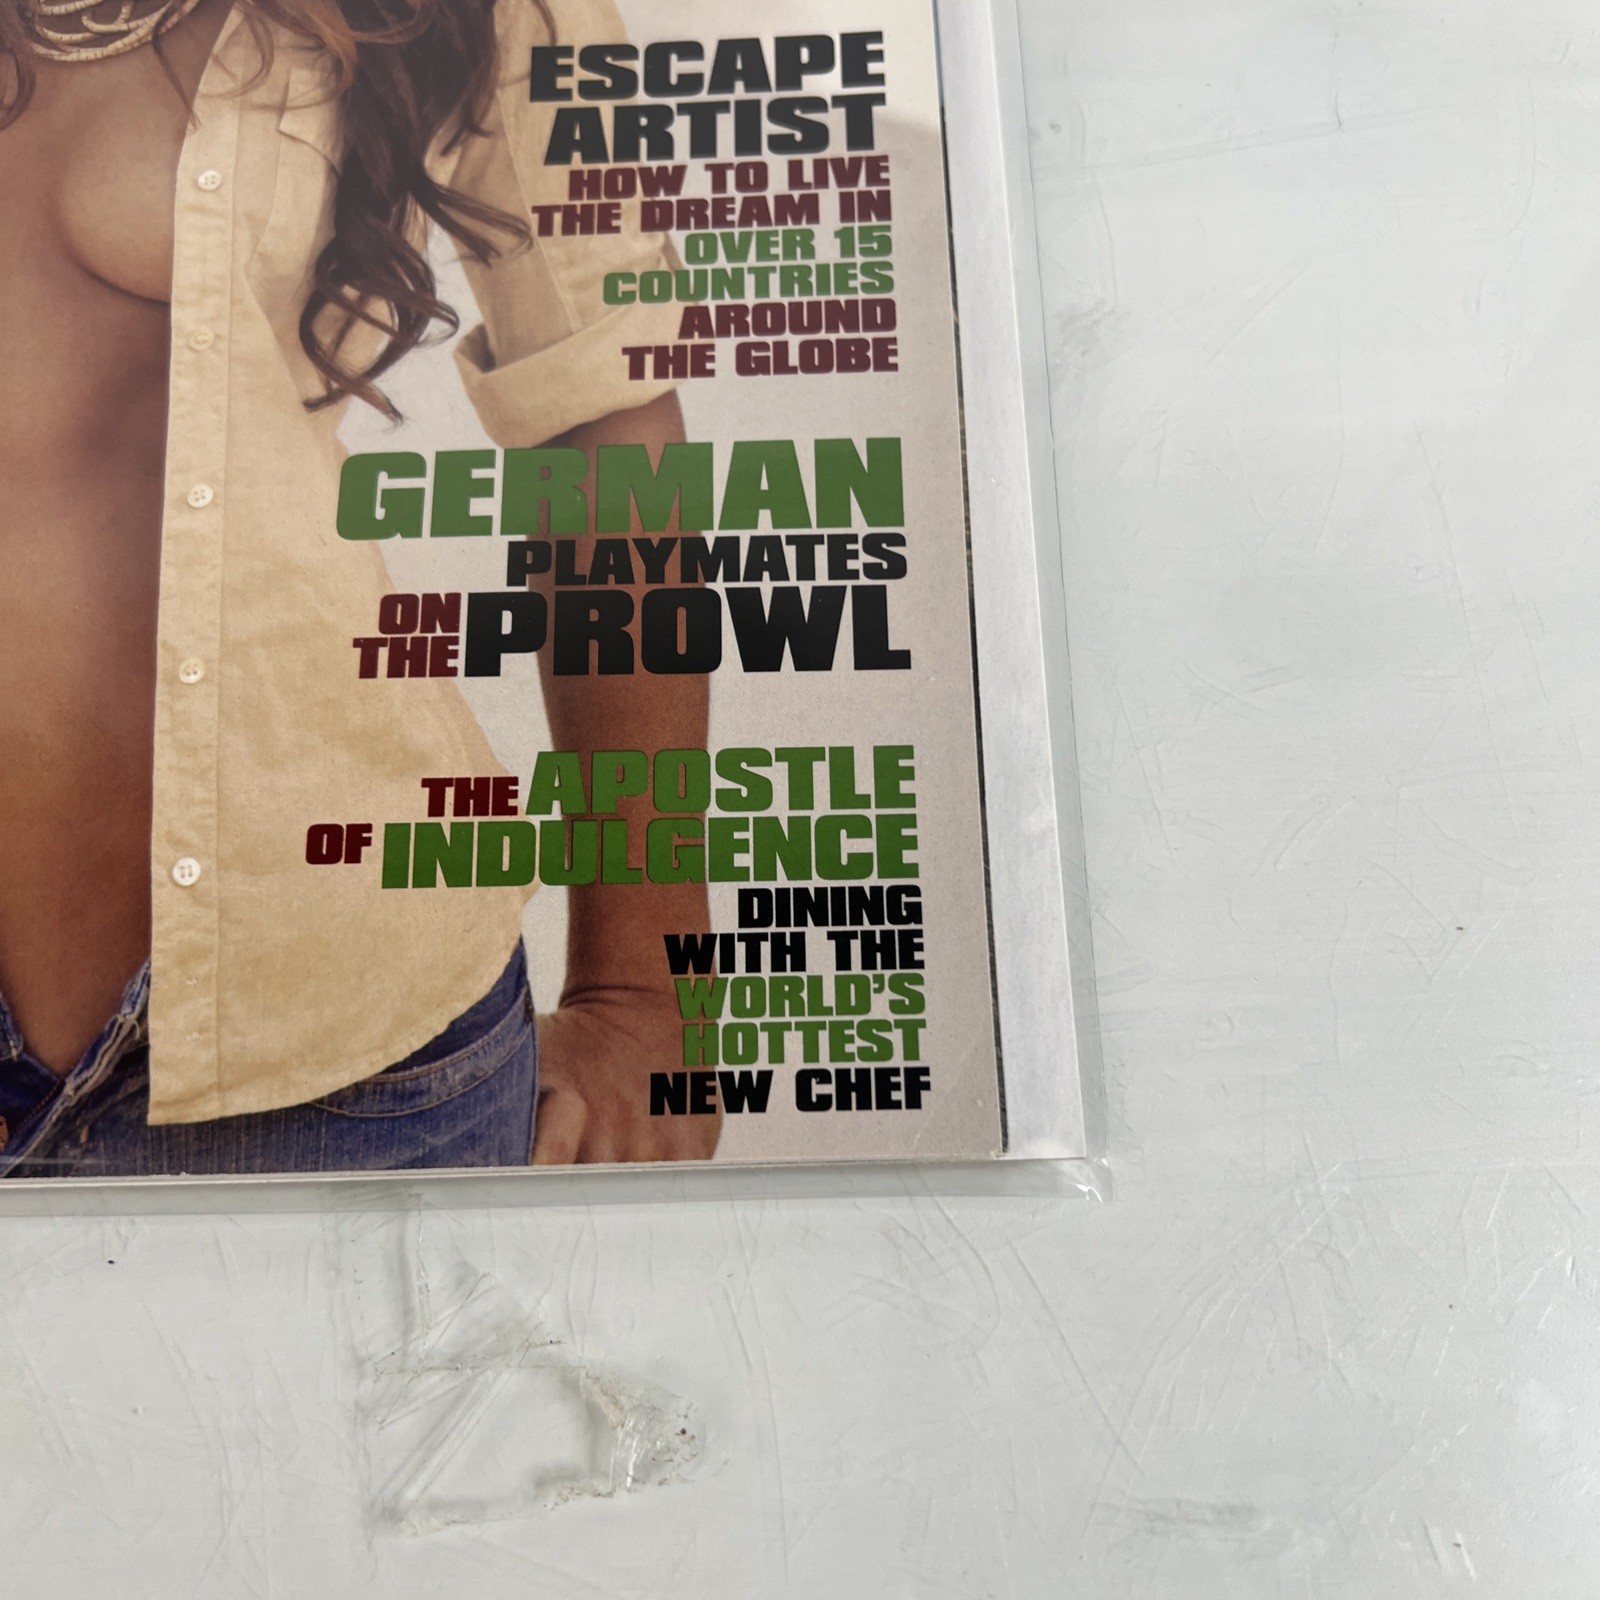 ESCAPE
ARTIST
HOW TO LIVE
THE DREAM IN
OVER 15
COUNTRIES
AROUND
THE GLOBE
GERMAN
PLAYMATES
ON
THE PROWL
THE APOSTLE
OF INDULGENCE
DINING
WITH THE
WORLD'S
HOTTEST
NEW CHEF